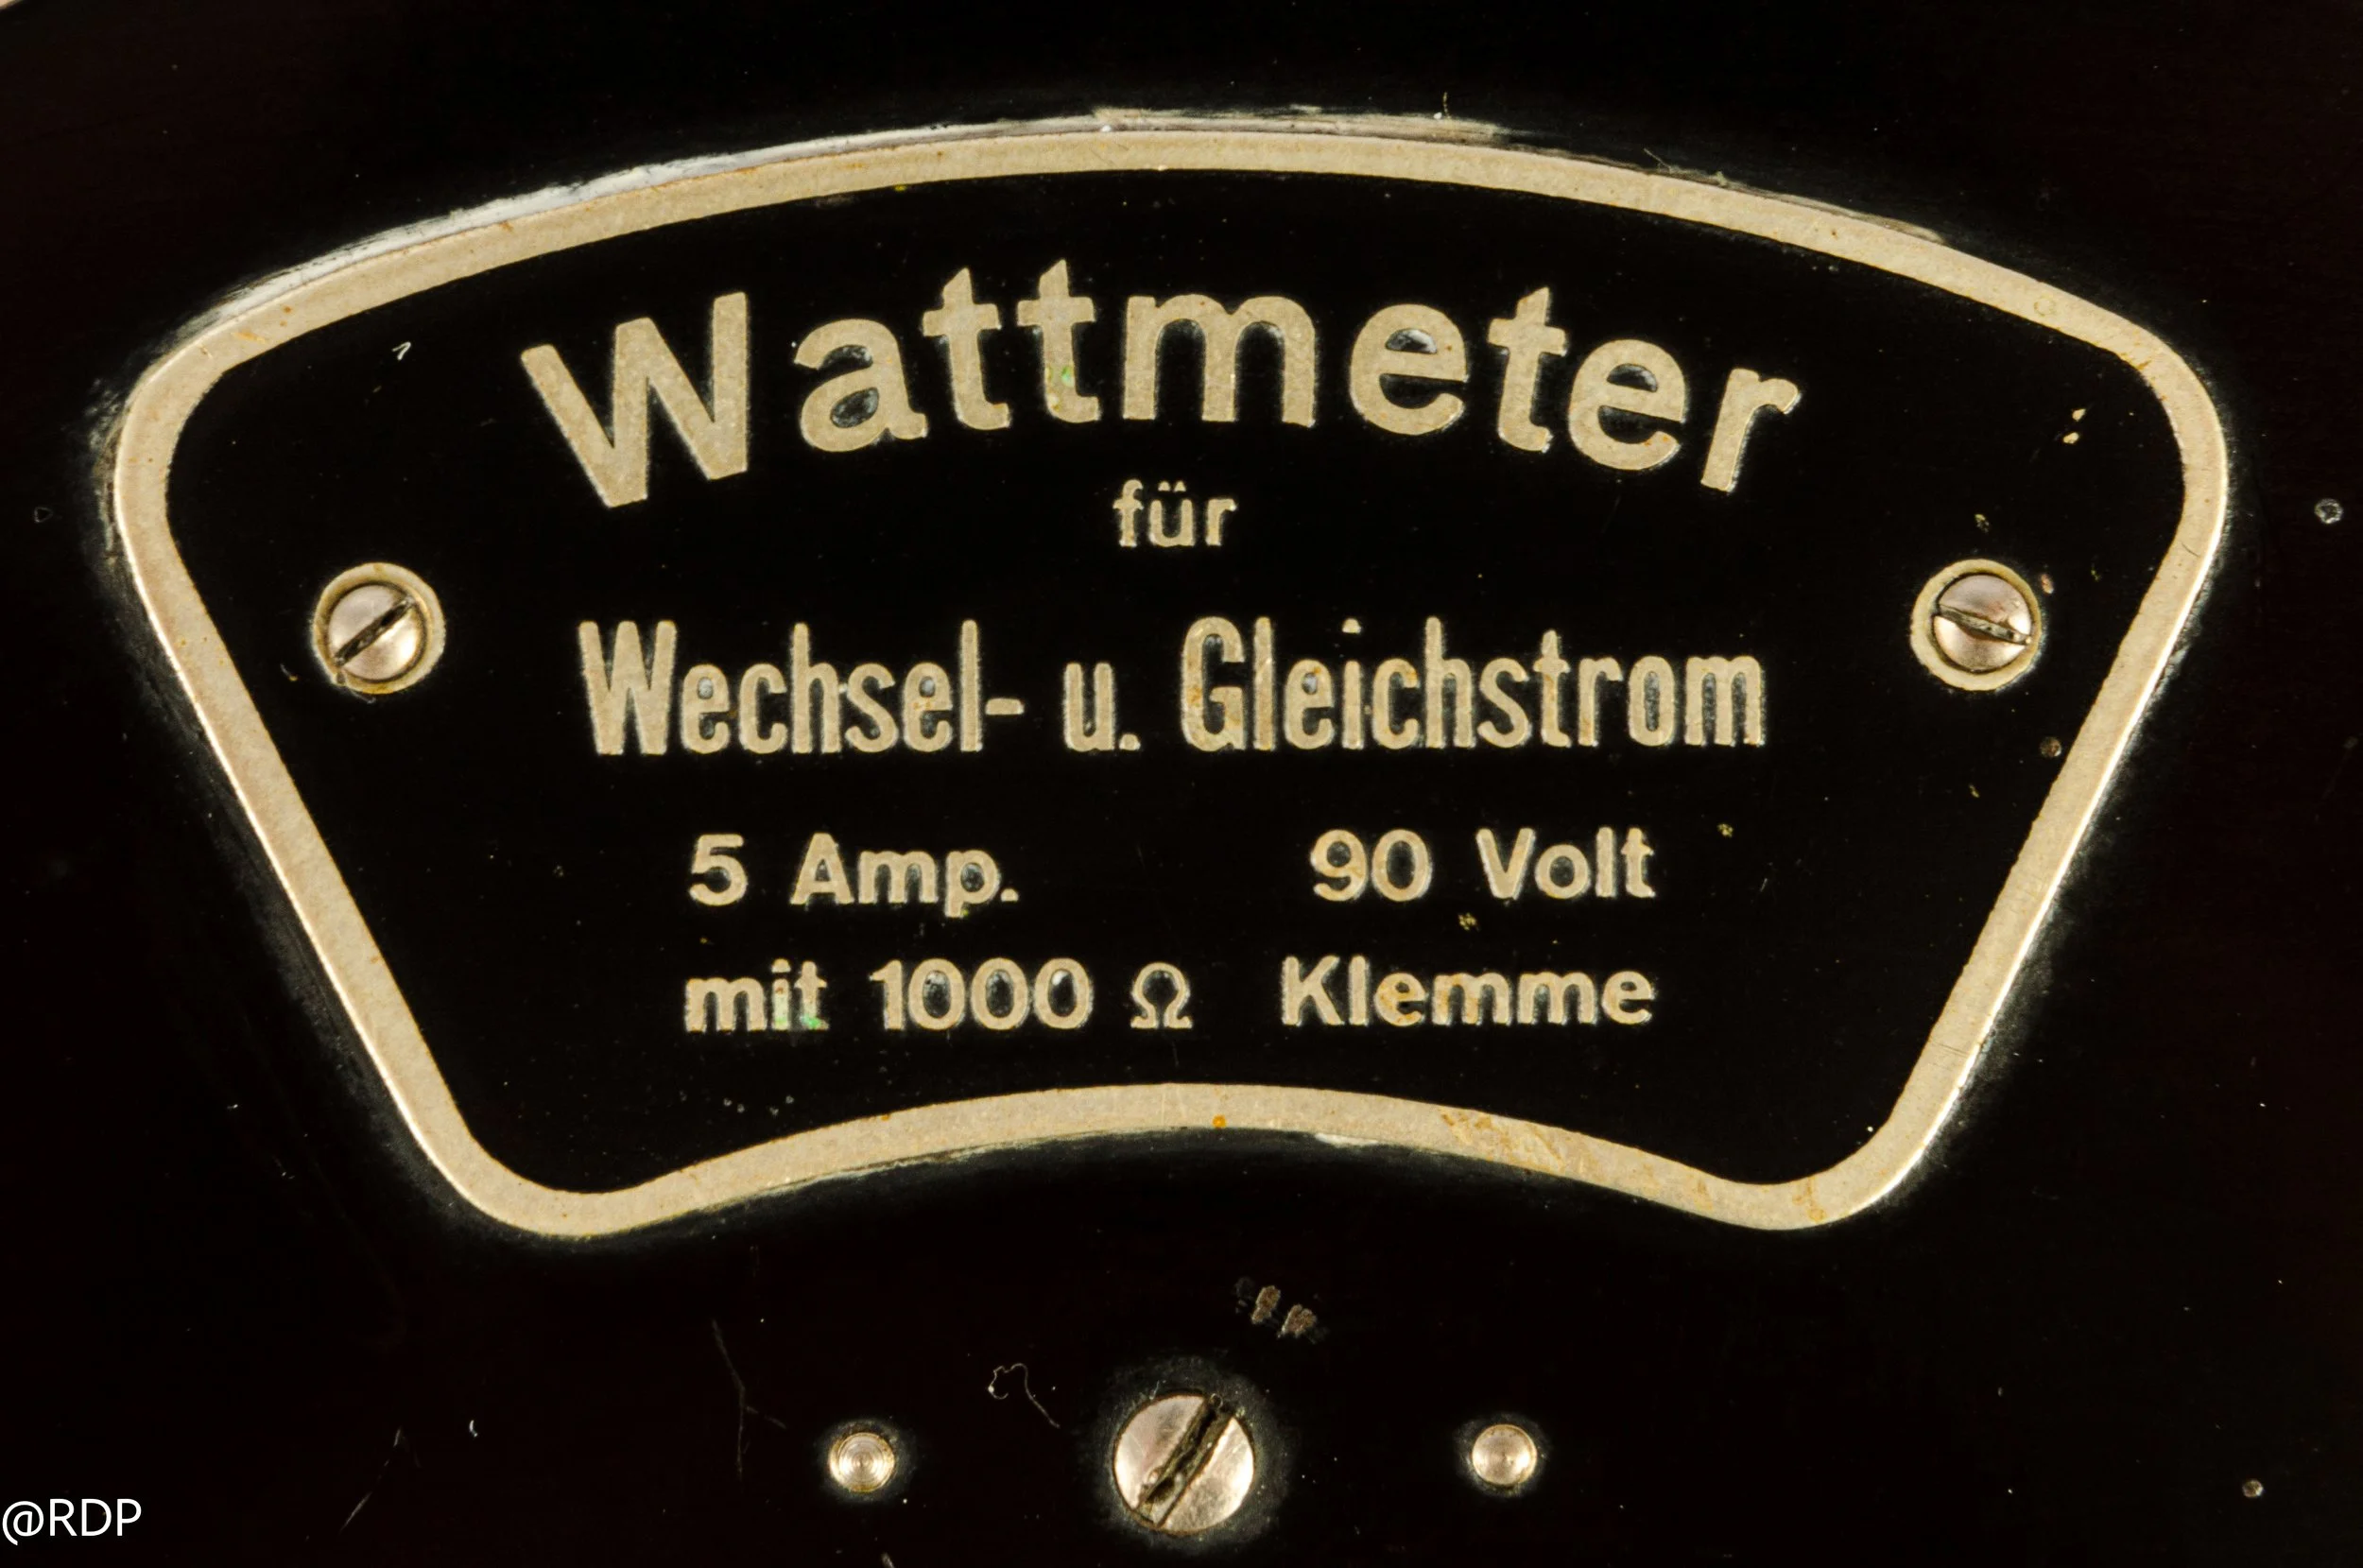 Wattmeter
für
Wechsel- u. Gleichstrom
5 Amp. 90 Volt
mit 1000 Ω Klemme
@RDP